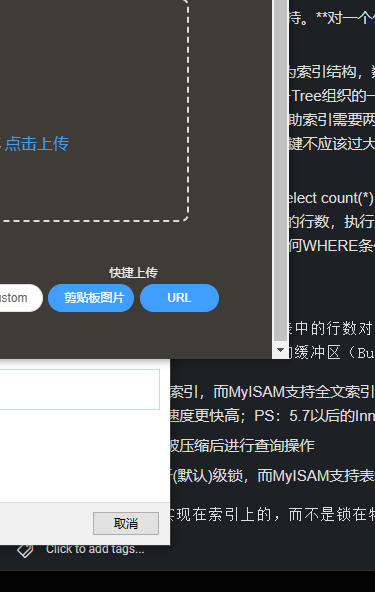 持。**对一个
为索引结构，
Tree组织的一
点击上传
助索引需要两
键不应该过大
elect count(*)
的行数，执行
何WHERE条
快捷上传
ustom
剪贴板图片
URL
表中的行数对
的缓冲区（Bu
索引，而MyISAM支持全文索引
速度更快高；PS：5.7以后的Inn
被压缩后进行查询操作
(默认)级锁，而MyISAM支持表
实现在索引上的，而不是锁在物
取消
Click to add tags...